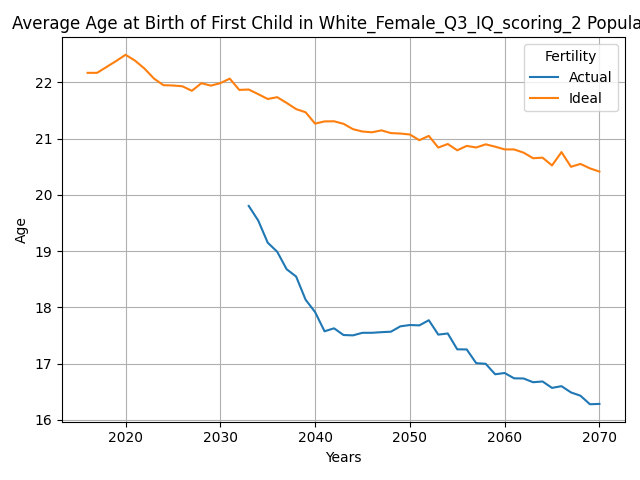 Average Age at Birth of First Child in White_Female_Q3_IQ_scoring_2 Popula
Fertility
Actual
Ideal
Age
22
21
20
19
18
17
16
2020 2030 2040 2050 2060 2070
Years